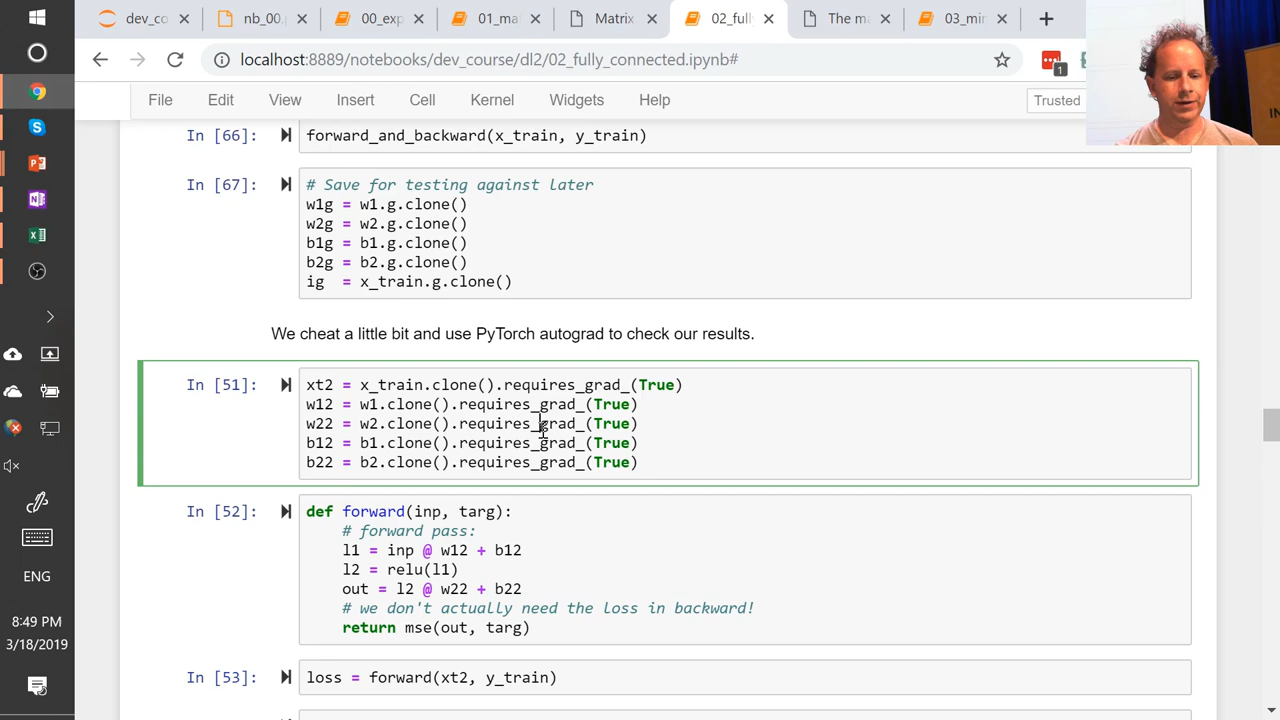 dev_co
nb_00.
00_exp
01_ma
Matrix
02_fully
The ma
03_min
localhost:8889/notebooks/dev_course/dl2/02_fully_connected.ipynb#
1
File Edit View Insert Cell Kernel Widgets Help
Trusted
In [66]: forward_and_backward(x_train, y_train)
In [67]: # Save for testing against later
w1g = w1.g.clone()
w2g = w2.g.clone()
b1g = b1.g.clone()
b2g = b2.g.clone()
ig  = x_train.g.clone()
We cheat a little bit and use PyTorch autograd to check our results.
In [51]: xt2 = x_train.clone().requires_grad_(True)
w12 = w1.clone().requires_grad_(True)
w22 = w2.clone().requires_grad_(True)
b12 = b1.clone().requires_grad_(True)
b22 = b2.clone().requires_grad_(True)
In [52]: def forward(inp, targ):
# forward pass:
l1 = inp @ w12 + b12
l2 = relu(l1)
out = l2 @ w22 + b22
# we don't actually need the loss in backward!
return mse(out, targ)
In [53]: loss = forward(xt2, y_train)
ENG
8:49 PM
3/18/2019